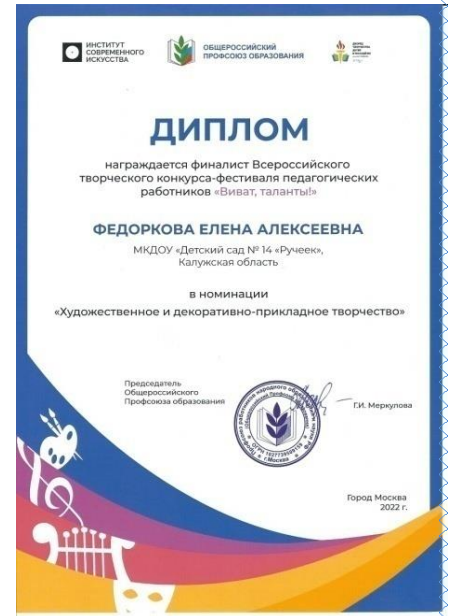 ИНСТИТУТ
СОВРЕМЕННОГО
ИСКУССТВА
ОБЩЕРОССИЙСКИЙ
ПРОФСОЮЗ ОБРАЗОВАНИЯ
ДИПЛОМ
награждается финалист Всероссийского
творческого конкурса-фестиваля педагогических
работников «Виват, таланты!»
ФЕДОРКОВА ЕЛЕНА АЛЕКСЕЕВНА
МКДОУ «Детский сад № 14 «Ручеек»,
Калужская область
в номинации
«Художественное и декоративно-прикладное творчество»
Председатель
Общероссийского
Профсоюза образования
Г.И. Меркулова
Город Москва
2022 г.